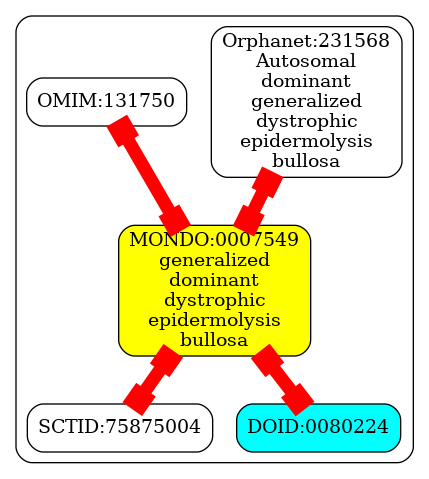 OMIM:131750
Orphanet:231568
Autosomal
dominant
generalized
dystrophic
epidermolysis
bullosa
MONDO:0007549
generalized
dominant
dystrophic
epidermolysis
bullosa
SCTID:75875004
DOID:0080224